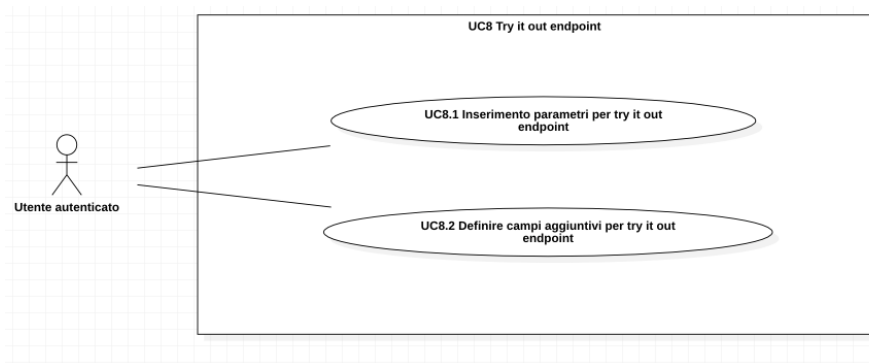 UC8 Try it out endpoint
UC8.1 Inserimento parametri per try it out
endpoint
Utente autenticato
UC8.2 Definire campi aggiuntivi per try it out
endpoint